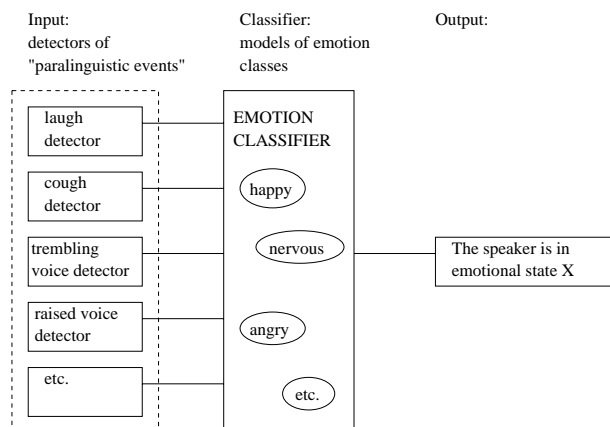 Input:
detectors of
"paralinguistic events"
Classifier:
models of emotion
classes
Output:
laugh
detector
cough
detector
trembling
voice detector
raised voice
detector
etc.
EMOTION
CLASSIFIER
happy
nervous
angry
etc.
The speaker is in
emotional state X